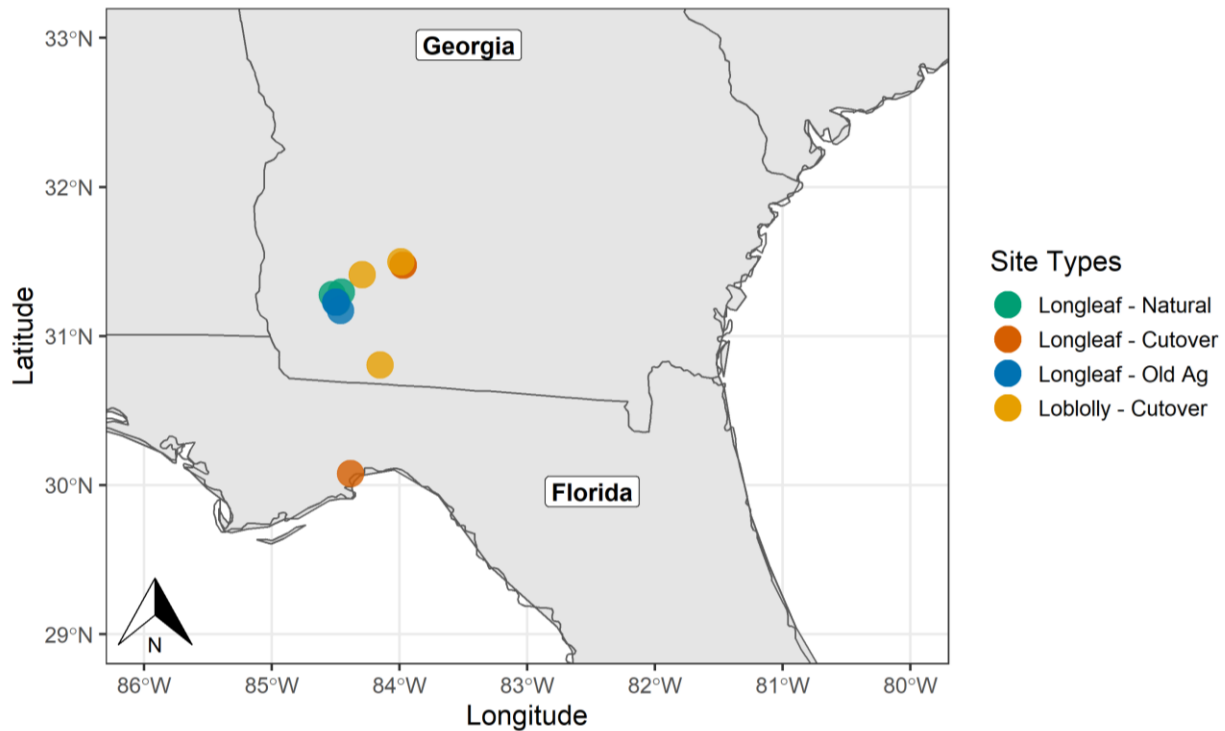 33°N
32°N
31°N
30°N
29°N
Latitude
Georgia
Florida
N
86°W 85°W 84°W 83°W 82°W 81°W 80°W
Longitude
Site Types
Longleaf - Natural
Longleaf - Cutover
Longleaf - Old Ag
Loblolly - Cutover